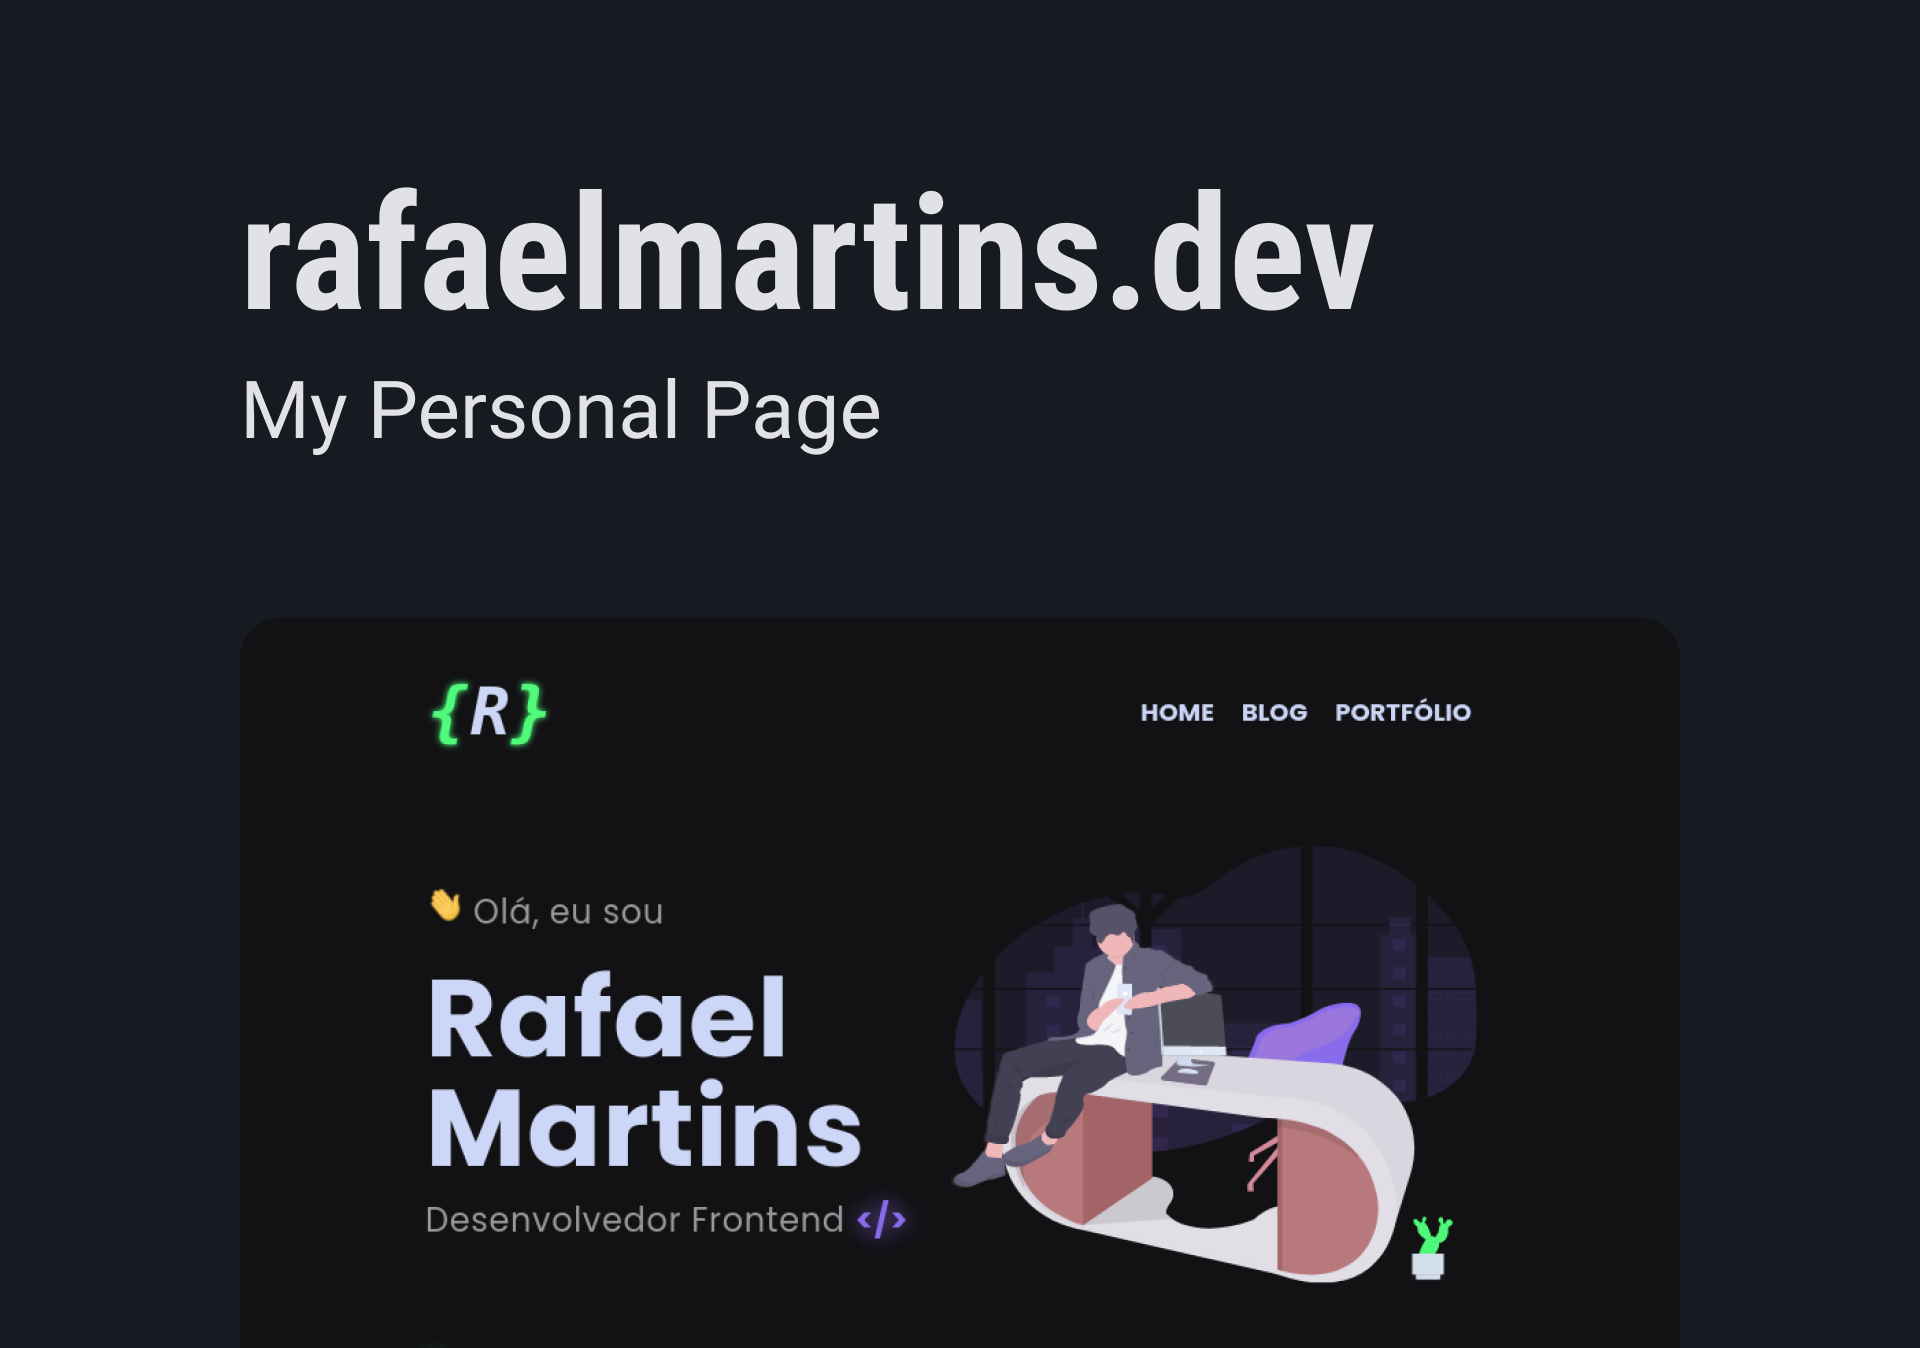 rafaelmartins.dev
My Personal Page
{R}
HOME BLOG PORTFÓLIO
👋 Olá, eu sou
Rafael
Martins
Desenvolvedor Frontend </>